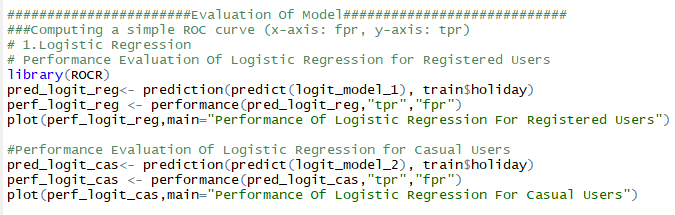 #######################Evaluation Of Model############################
###Computing a simple ROC curve (x-axis: fpr, y-axis: tpr)
# 1.Logistic Regression
# Performance Evaluation Of Logistic Regression for Registered Users
library(ROCR)
pred_logit_reg<- prediction(predict(logit_model_1), train$holiday)
perf_logit_reg <- performance(pred_logit_reg,"tpr","fpr")
plot(perf_logit_reg,main="Performance Of Logistic Regression For Registered Users")
#Performance Evaluation Of Logistic Regression for Casual Users
pred_logit_cas<- prediction(predict(logit_model_2), train$holiday)
perf_logit_cas <- performance(pred_logit_cas,"tpr","fpr")
plot(perf_logit_cas,main="Performance Of Logistic Regression For Casual Users")